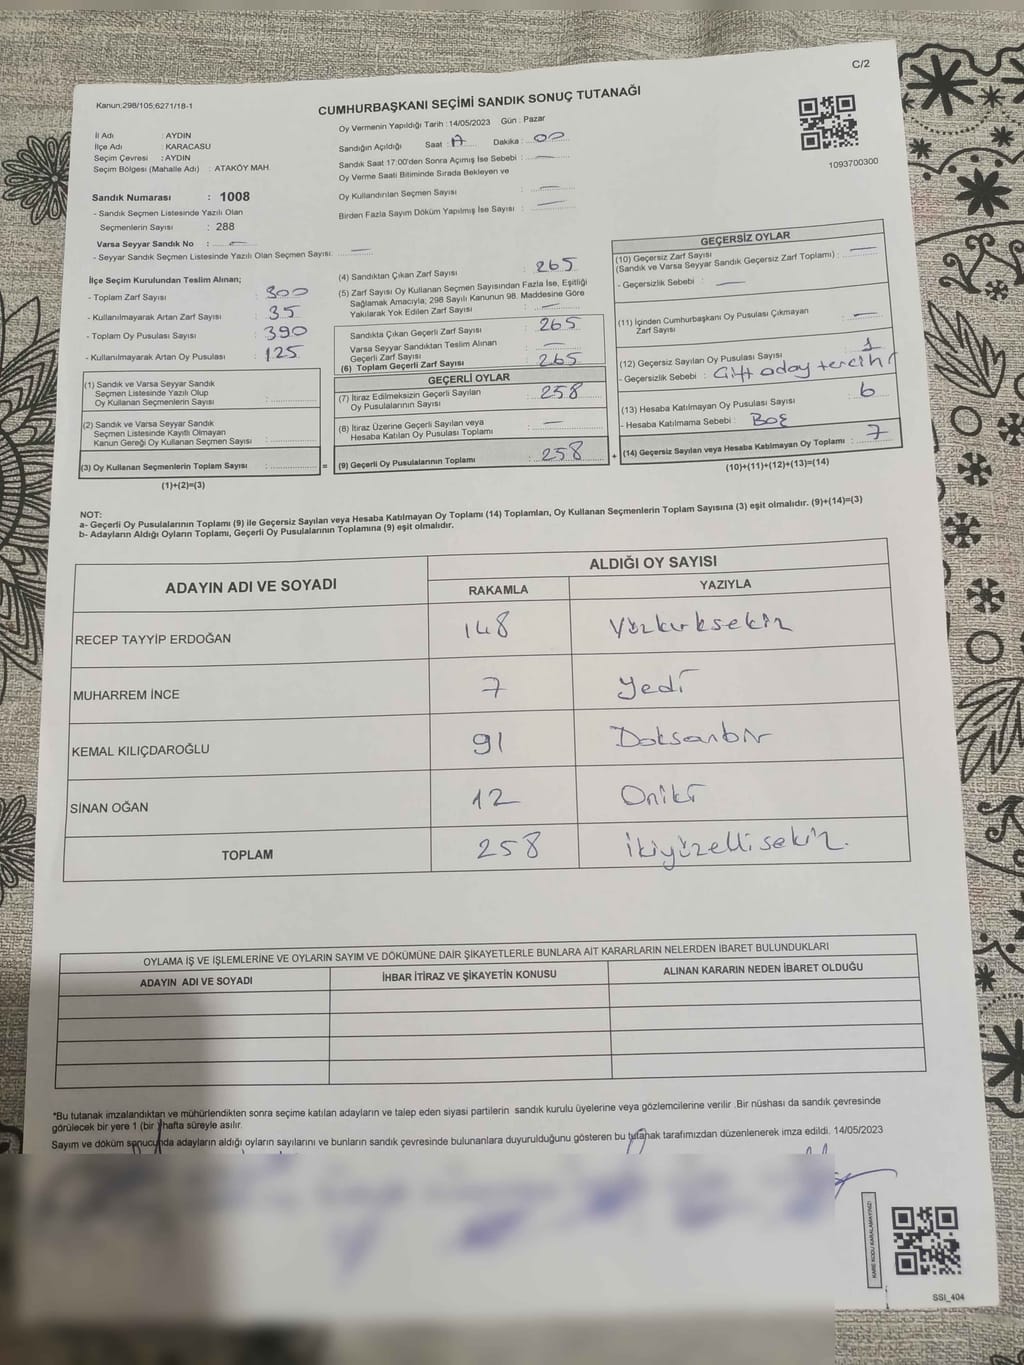 C/2
Kanun;298/105;6271/18-1
CUMHURBAŞKANI SEÇİMİ SANDIK SONUÇ TUTANAĞI
İl Adı : AYDIN
İlçe Adı : KARACASU
Seçim Çevresi : AYDIN
Seçim Bölgesi (Mahalle Adı) : ATAKÖY MAH.
Oy Vermenin Yapıldığı Tarih :14/05/2023 Gün : Pazar
Sandığın Açıldığı Saat : Dakika : 00
Sandık Saat 17:00'den Sonra Açımış İse Sebebi : —
Oy Verme Saati Bitiminde Sırada Bekleyen ve
Oy Kullandırılan Seçmen Sayısı : —
Birden Fazla Sayım Döküm Yapılmış İse Sayısı : —
1093700300
Sandık Numarası : 1008
- Sandık Seçmen Listesinde Yazılı Olan
Seçmenlerin Sayısı : 288
Varsa Seyyar Sandık No : —
- Seyyar Sandık Seçmen Listesinde Yazılı Olan Seçmen Sayısı: —
İlçe Seçim Kurulundan Teslim Alınan;
- Toplam Zarf Sayısı : 300
- Kullanılmayarak Artan Zarf Sayısı : 35
- Toplam Oy Pusulası Sayısı : 390
- Kullanılmayarak Artan Oy Pusulası : 125
(1) Sandık ve Varsa Seyyar Sandık
Seçmen Listesinde Yazılı Olup
Oy Kullanan Seçmenlerin Sayısı :
(2) Sandık ve Varsa Seyyar Sandık
Seçmen Listesinde Kayıtlı Olmayan
Kanun Gereği Oy Kullanan Seçmen Sayısı :
(3) Oy Kullanan Seçmenlerin Toplam Sayısı : =
(1)+(2)=(3)
(4) Sandıktan Çıkan Zarf Sayısı : 265
(5) Zarf Sayısı Oy Kullanan Seçmen Sayısından Fazla İse, Eşitliği
Sağlamak Amacıyla; 298 Sayılı Kanunun 98. Maddesine Göre
Yakılarak Yok Edilen Zarf Sayısı : —
Sandıkta Çıkan Geçerli Zarf Sayısı : 265
Varsa Seyyar Sandıktan Teslim Alınan
Geçerli Zarf Sayısı : —
(6) Toplam Geçerli Zarf Sayısı : 265
GEÇERLİ OYLAR
(7) İtiraz Edilmeksizin Geçerli Sayılan
Oy Pusulalarının Sayısı : 258
(8) İtiraz Üzerine Geçerli Sayılan veya
Hesaba Katılan Oy Pusulası Toplamı : —
(9) Geçerli Oy Pusulalarının Toplamı : 258 +
GEÇERSİZ OYLAR
(10) Geçersiz Zarf Sayısı
(Sandık ve Varsa Seyyar Sandık Geçersiz Zarf Toplamı) : —
- Geçersizlik Sebebi : —
(11) İçinden Cumhurbaşkanı Oy Pusulası Çıkmayan
Zarf Sayısı : —
(12) Geçersiz Sayılan Oy Pusulası Sayısı : 1
- Geçersizlik Sebebi : Çift aday tercihi
(13) Hesaba Katılmayan Oy Pusulası Sayısı : 6
- Hesaba Katılmama Sebebi : Boş
(14) Geçersiz Sayılan veya Hesaba Katılmayan Oy Toplamı : 7
(10)+(11)+(12)+(13)=(14)
NOT:
a- Geçerli Oy Pusulalarının Toplamı (9) ile Geçersiz Sayılan veya Hesaba Katılmayan Oy Toplamı (14) Toplamları, Oy Kullanan Seçmenlerin Toplam Sayısına (3) eşit olmalıdır. (9)+(14)=(3)
b- Adayların Aldığı Oyların Toplamı, Geçerli Oy Pusulalarının Toplamına (9) eşit olmalıdır.
ADAYIN ADI VE SOYADI ALDIĞI OY SAYISI
RAKAMLA YAZIYLA
RECEP TAYYİP ERDOĞAN 148 Yüzkırksekiz
MUHARREM İNCE 7 Yedi
KEMAL KILIÇDAROĞLU 91 Doksanbir
SİNAN OĞAN 12 Oniki
TOPLAM 258 İkiyüzellisekiz.
OYLAMA İŞ VE İŞLEMLERİNE VE OYLARIN SAYIM VE DÖKÜMÜNE DAİR ŞİKAYETLERLE BUNLARA AİT KARARLARIN NELERDEN İBARET BULUNDUKLARI
ADAYIN ADI VE SOYADI İHBAR İTİRAZ VE ŞİKAYETİN KONUSU ALINAN KARARIN NEDEN İBARET OLDUĞU
*Bu tutanak imzalandıktan ve mühürlendikten sonra seçime katılan adayların ve talep eden siyasi partilerin sandık kurulu üyelerine veya gözlemcilerine verilir .Bir nüshası da sandık çevresinde
görülecek bir yere 1 (bir )hafta süreyle asılır.
Sayım ve döküm sonucunda adayların aldığı oyların sayılarını ve bunların sandık çevresinde bulunanlara duyurulduğunu gösteren bu tutanak tarafımızdan düzenlenerek imza edildi. 14/05/2023
KARE KODU KARALAMAYINIZ!
SSİ_404